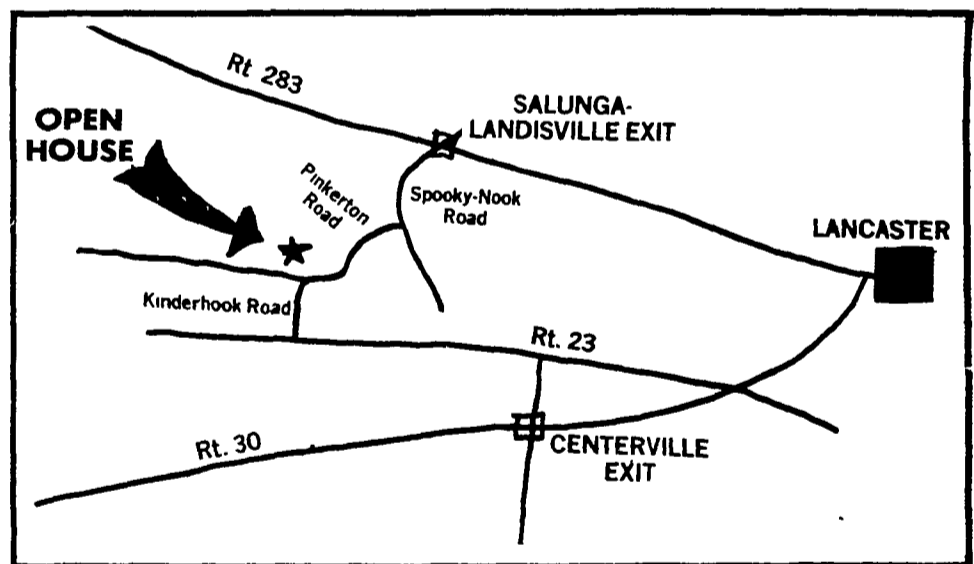 Rt 283
SALUNGA-
LANDISVILLE EXIT
OPEN
HOUSE
Pinkerton
Road
Spooky-Nook
Road
LANCASTER
Kinderhook Road
Rt. 23
Rt. 30
CENTERVILLE
EXIT